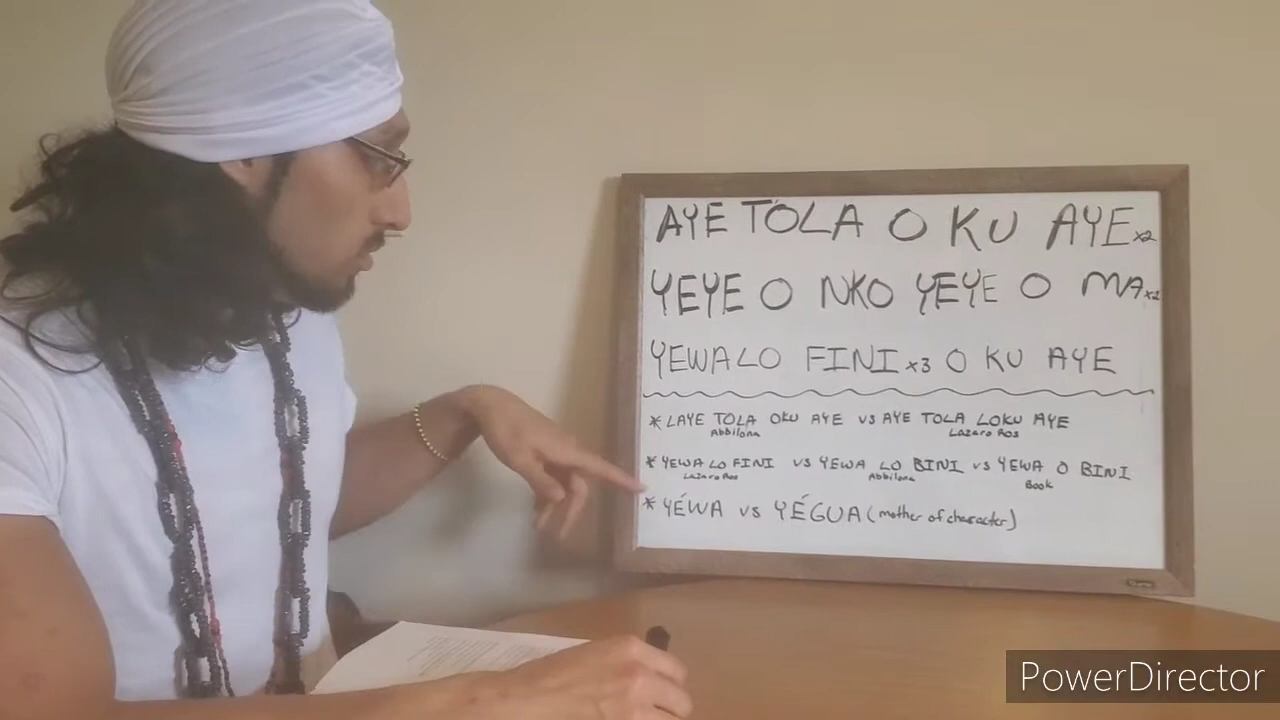 AYE TÓLA O KU AYE x2
YEYE O NKO YEYE O MA x2
YEWALO FINI x3 O KU AYE
* LAYE TOLA OKU AYE VS AYE TOLA LOKU AYE
Abbilona Lazaro Ros
* YEWA LO FINI VS YEWA LO BINI VS YEWA O BINI
Lazaro Ros Abbilona Book
* YÉWA VS YÉGUA (mother of character)
PowerDirector